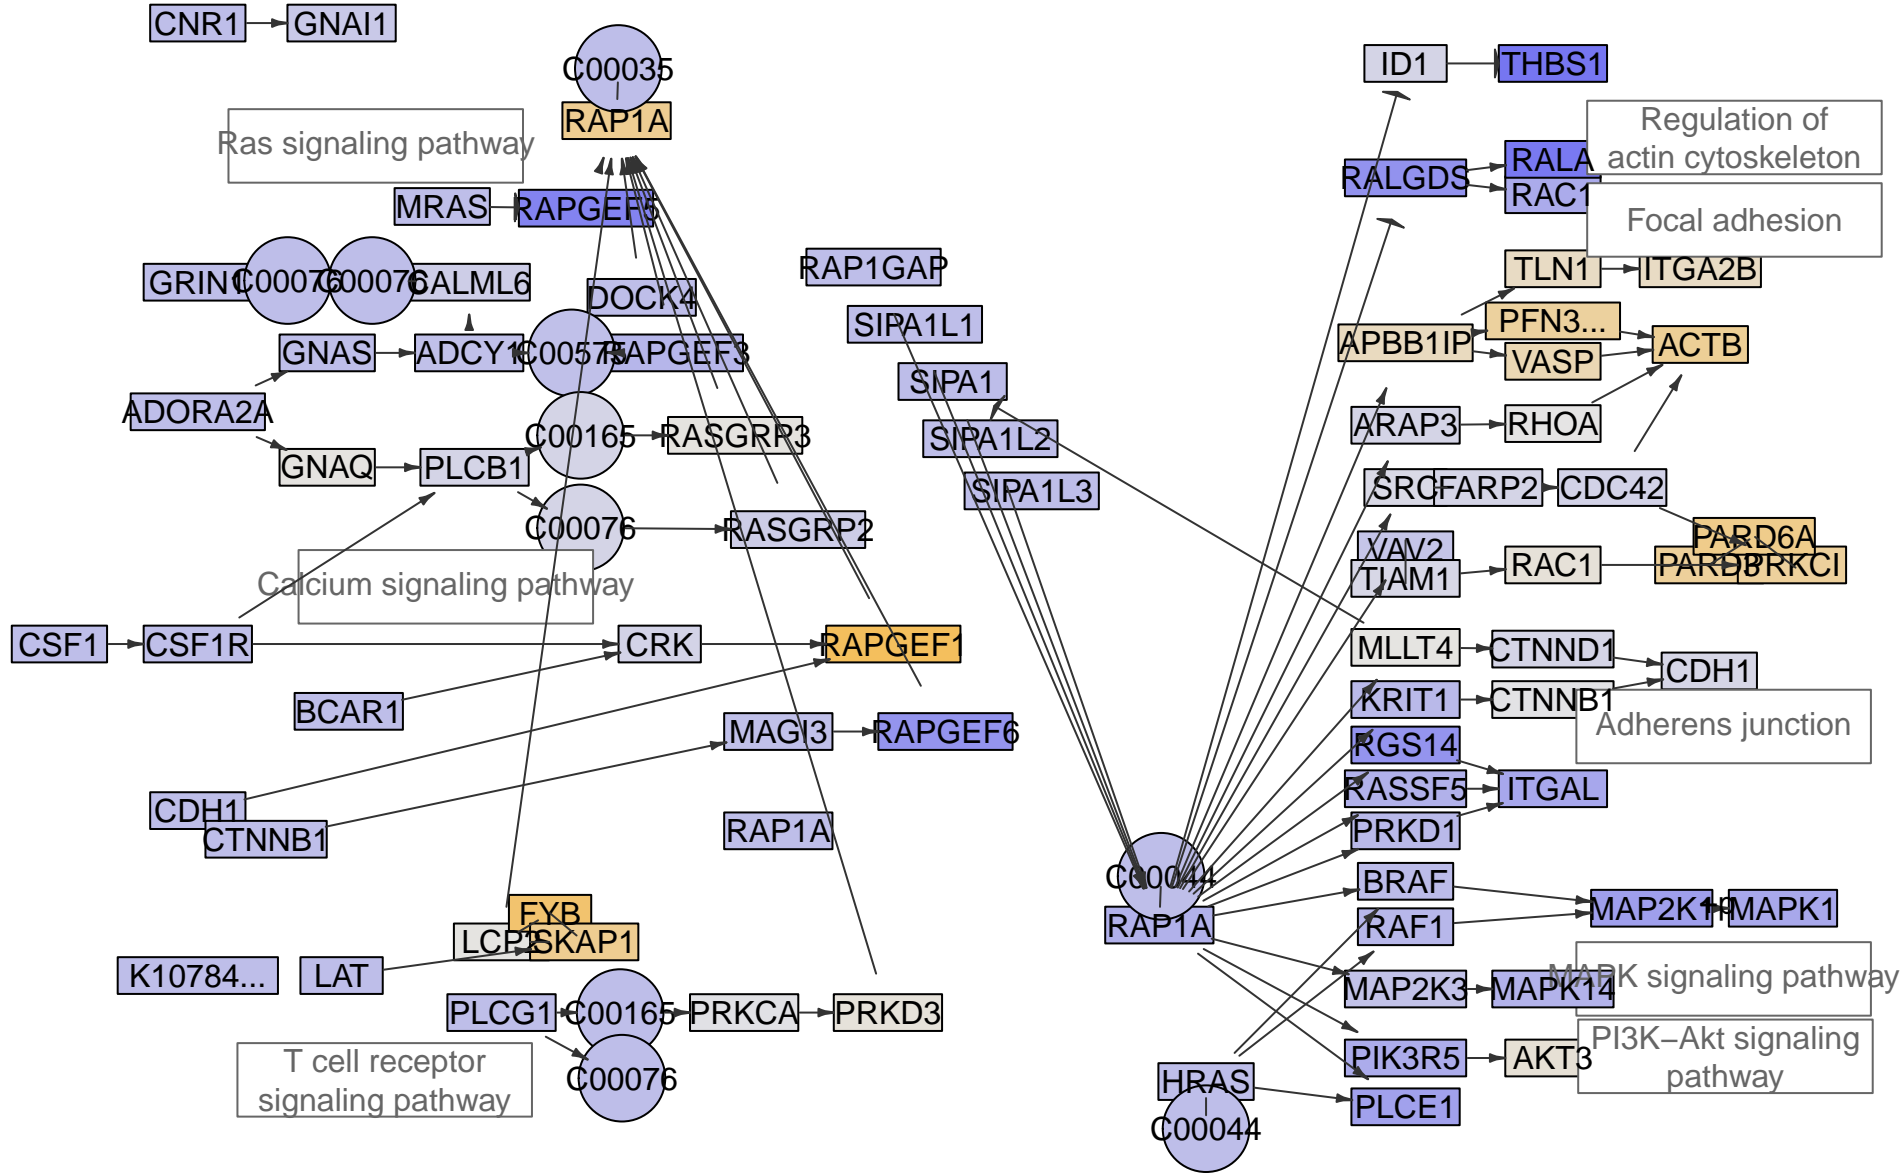 CNR1
GNAI1
C00035
RAP1A
Ras signaling pathway
MRAS
RAPGEF5
GRIN1
C00076
C00076
CALML6
DOCK4
GNAS
ADCY1
C00575
RAPGEF3
ADORA2A
C00165
RASGRP3
GNAQ
PLCB1
C00076
RASGRP2
Calcium signaling pathway
CSF1
CSF1R
CRK
RAPGEF1
BCAR1
MAGI3
RAPGEF6
CDH1
CTNNB1
RAP1A
FYB
LCP2
SKAP1
K10784...
LAT
PLCG1
C00165
PRKCA
PRKD3
T cell receptor
signaling pathway
C00076
RAP1GAP
SIPA1L1
SIPA1
SIPA1L2
SIPA1L3
C00044
RAP1A
HRAS
C00044
ID1
THBS1
Regulation of
actin cytoskeleton
RALGDS
RALA
RAC1
Focal adhesion
TLN1
ITGA2B
APBB1IP
PFN3...
VASP
ACTB
ARAP3
RHOA
SRC
FARP2
CDC42
VAV2
TIAM1
RAC1
PARD6A
PARD3
PRKCI
MLLT4
CTNND1
CDH1
KRIT1
CTNNB1
Adherens junction
RGS14
RASSF5
ITGAL
PRKD1
BRAF
MAP2K1
MAPK1
RAF1
MAP2K3
MAPK14
MAPK signaling pathway
PIK3R5
AKT3
PI3K−Akt signaling
pathway
PLCE1